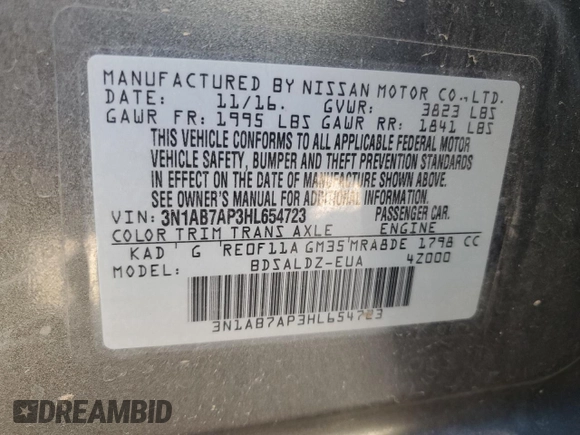 MANUFACTURED BY NISSAN MOTOR CO., LTD.
DATE: 11/16. GVWR: 3823 LBS
GAWR FR: 1995 LBS GAWR RR: 1841 LBS
THIS VEHICLE CONFORMS TO ALL APPLICABLE FEDERAL MOTOR
VEHICLE SAFETY, BUMPER AND THEFT PREVENTION STANDARDS
IN EFFECT ON THE DATE OF MANUFACTURE SHOWN ABOVE.
SEE OWNER'S MANUAL OR MAINTENANCE NOTE.
VIN: 3N1AB7AP3HL654723 PASSENGER CAR.
COLOR TRIM TRANS AXLE ENGINE
KAD G RE0F11A GM35 MRA8DE 1798 CC
MODEL: BDSALDZ-EUA 4Z000
3N1AB7AP3HL654723
DREAMBID